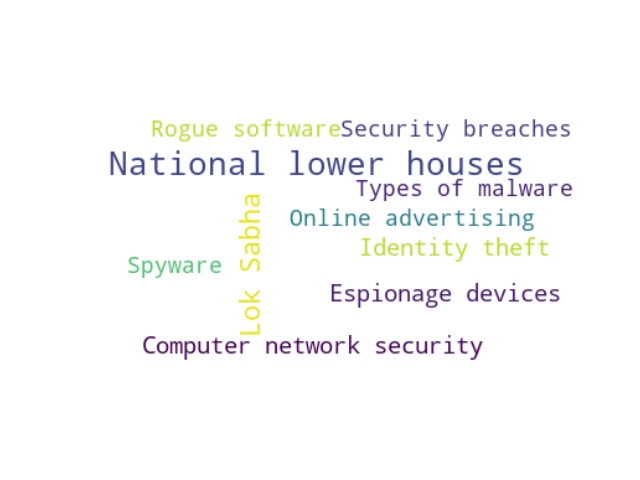 Rogue software
Security breaches
National lower houses
Types of malware
Lok Sabha
Online advertising
Identity theft
Spyware
Espionage devices
Computer network security